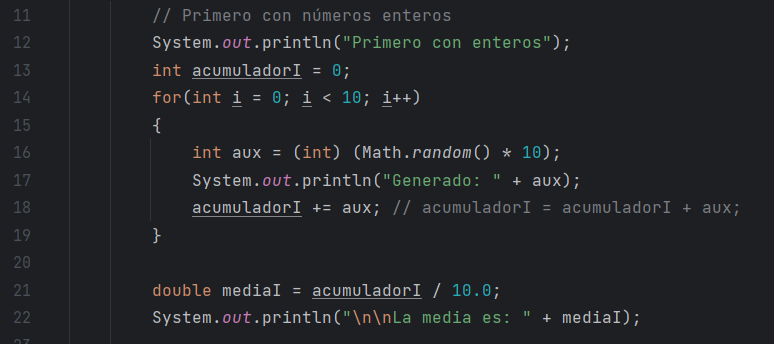 11 // Primero con números enteros
12 System.out.println("Primero con enteros");
13 int acumuladorI = 0;
14 for(int i = 0; i < 10; i++)
15 {
16 int aux = (int) (Math.random() * 10);
17 System.out.println("Generado: " + aux);
18 acumuladorI += aux; // acumuladorI = acumuladorI + aux;
19 }
20
21 double mediaI = acumuladorI / 10.0;
22 System.out.println("\n\nLa media es: " + mediaI);
23